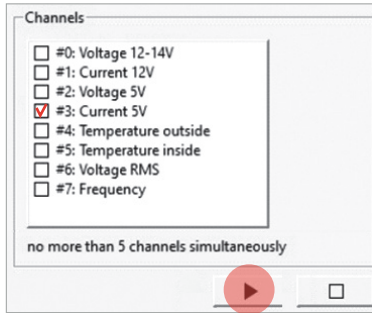 Channels
#0: Voltage 12-14V
#1: Current 12V
#2: Voltage 5V
#3: Current 5V
#4: Temperature outside
#5: Temperature inside
#6: Voltage RMS
#7: Frequency
no more than 5 channels simultaneously